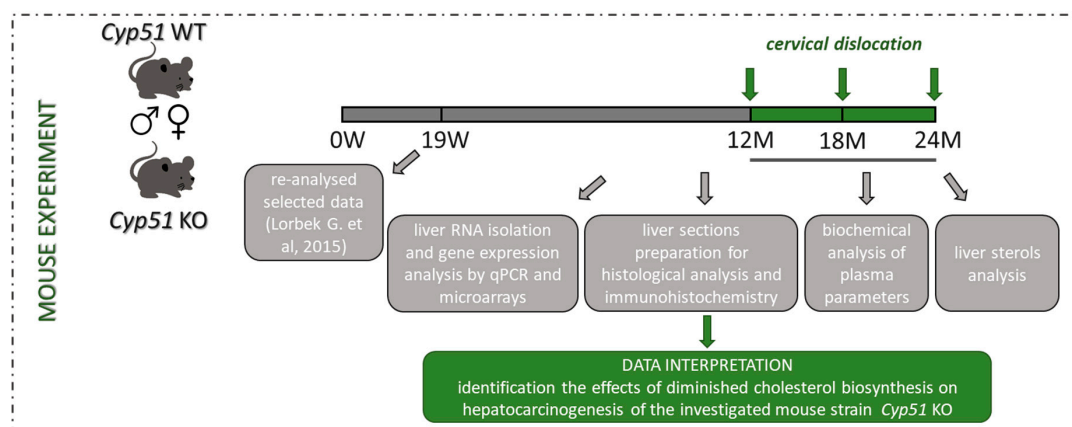 MOUSE EXPERIMENT
Cyp51 WT
♂♀
Cyp51 KO
cervical dislocation
0W 19W 12M 18M 24M
re-analysed
selected data
(Lorbek G. et
al, 2015)
liver RNA isolation
and gene expression
analysis by qPCR and
microarrays
liver sections
preparation for
histological analysis and
immunohistochemistry
biochemical
analysis of
plasma
parameters
liver sterols
analysis
DATA INTERPRETATION
identification the effects of diminished cholesterol biosynthesis on
hepatocarcinogenesis of the investigated mouse strain Cyp51 KO